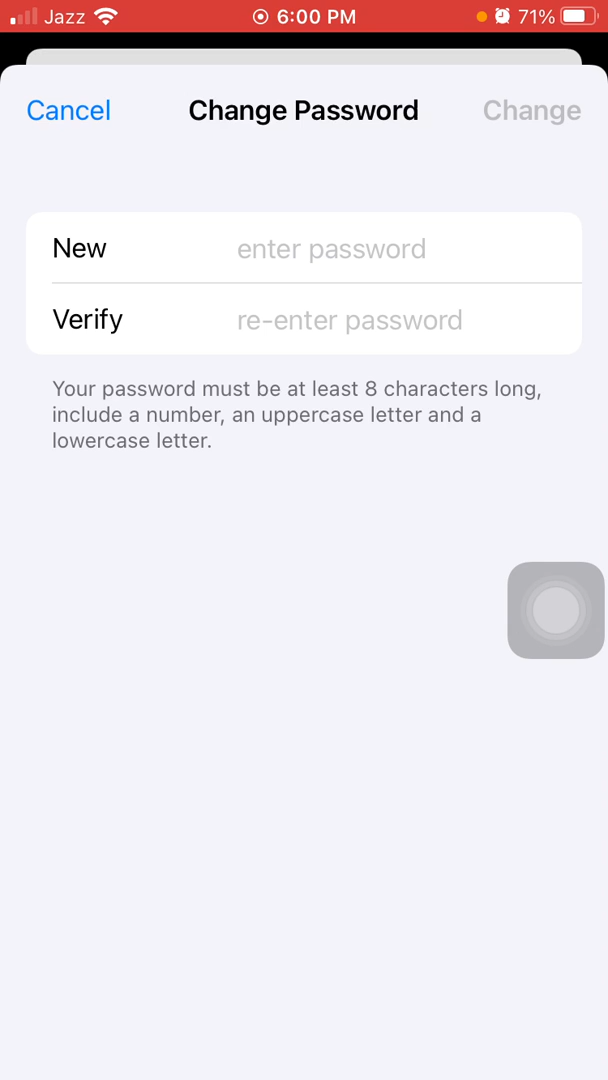 Jazz 6:00 PM 71%
Cancel Change Password Change
New enter password
Verify re-enter password
Your password must be at least 8 characters long,
include a number, an uppercase letter and a
lowercase letter.